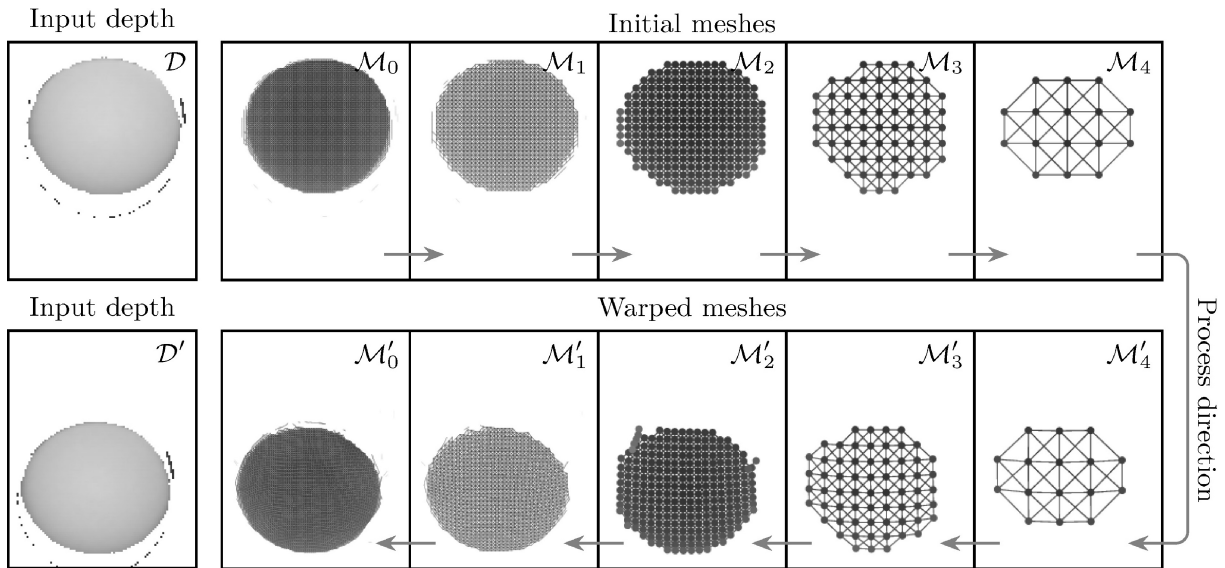 Input depth
Initial meshes
𝒟
ℳ₀
ℳ₁
ℳ₂
ℳ₃
ℳ₄
Input depth
Warped meshes
Process direction
𝒟′
ℳ′₀
ℳ′₁
ℳ′₂
ℳ′₃
ℳ′₄